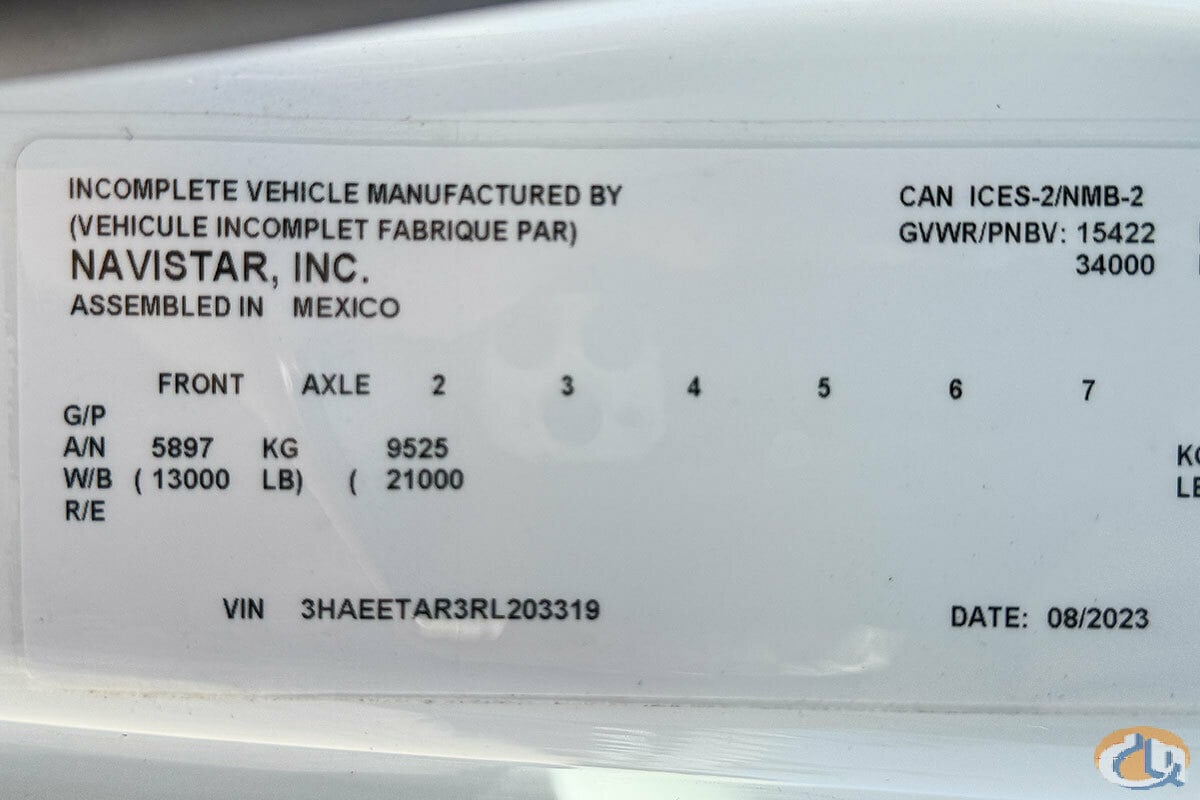 INCOMPLETE VEHICLE MANUFACTURED BY
(VEHICULE INCOMPLET FABRIQUE PAR)
NAVISTAR, INC.
ASSEMBLED IN MEXICO
CAN ICES-2/NMB-2
GVWR/PNBV: 15422
34000
FRONT AXLE 2 3 4 5 6 7
G/P
A/N 5897 KG 9525
W/B ( 13000 LB) ( 21000
R/E
VIN 3HAEETAR3RL203319
DATE: 08/2023